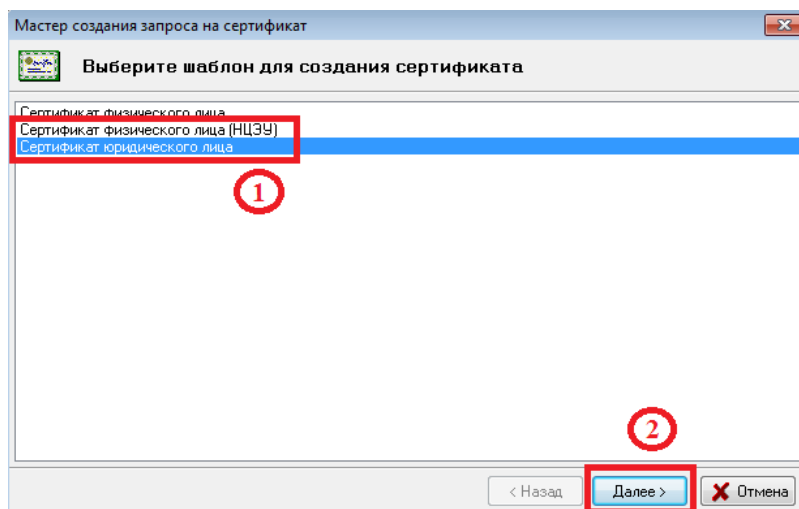 Мастер создания запроса на сертификат
Выберите шаблон для создания сертификата
Сертификат физического лица
Сертификат физического лица (НЦЭУ)
Сертификат юридического лица
1
2
< Назад
Далее >
Отмена